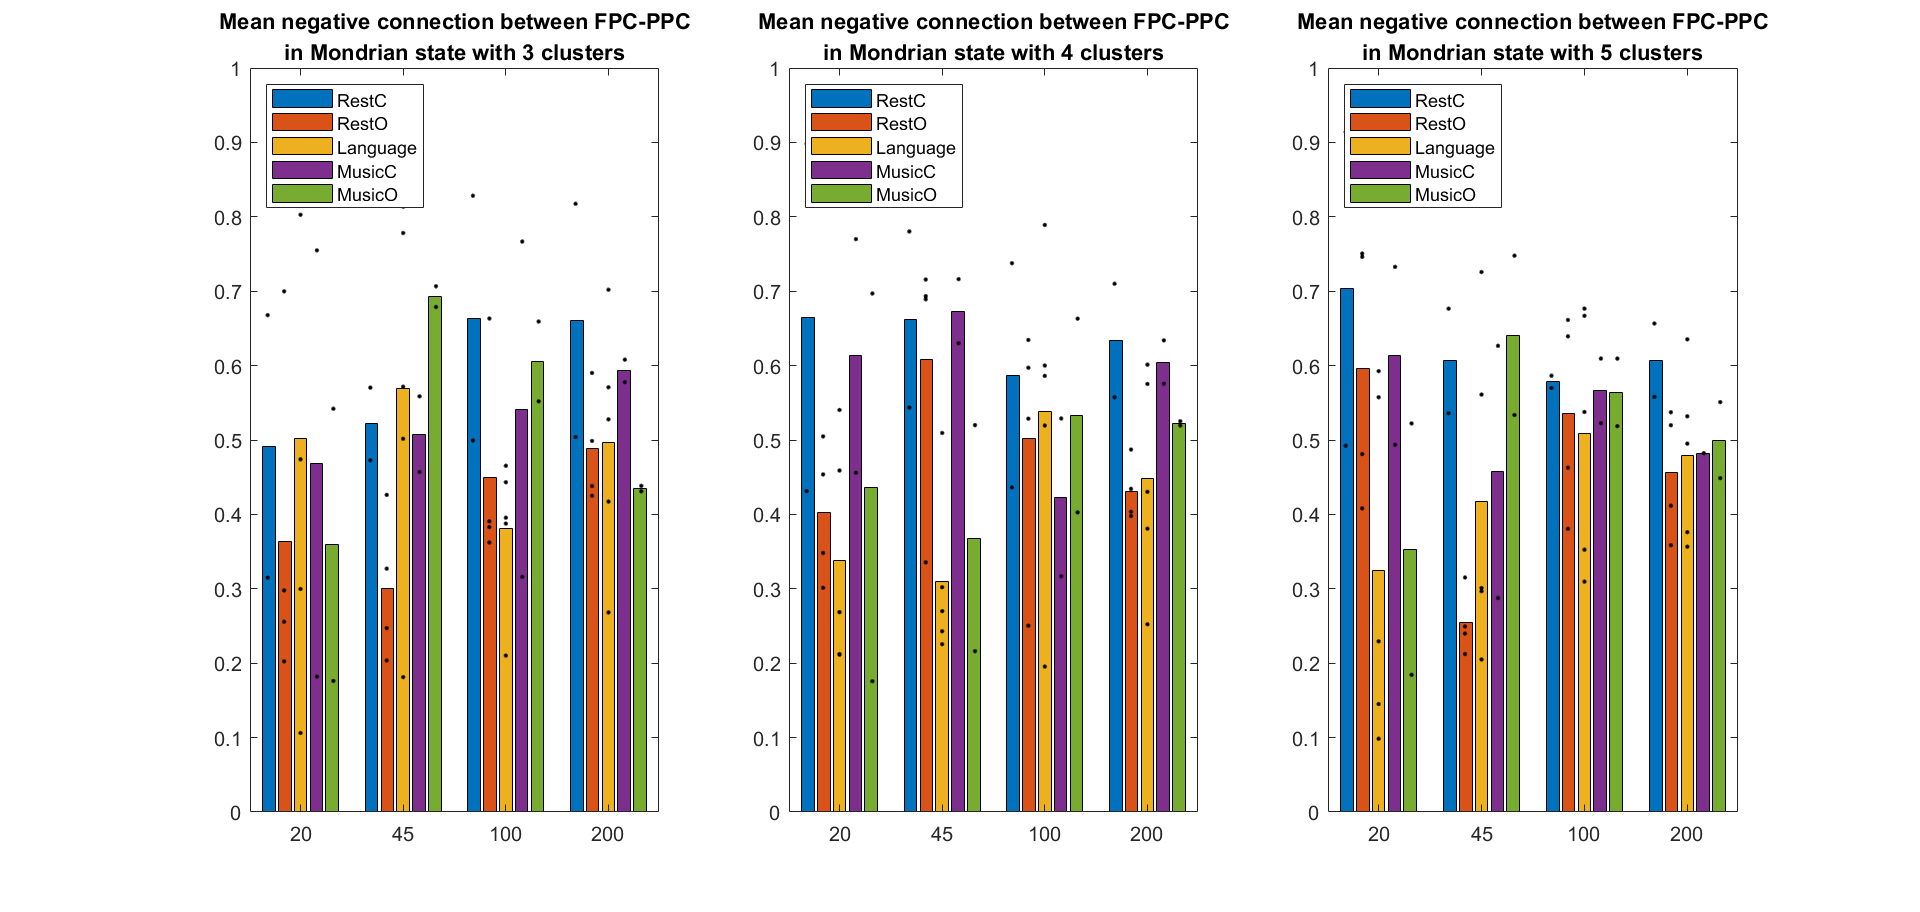 Mean negative connection between FPC-PPC
in Mondrian state with 3 clusters
1
0.9
0.8
0.7
0.6
0.5
0.4
0.3
0.2
0.1
0
RestC
RestO
Language
MusicC
MusicO
20 45 100 200
Mean negative connection between FPC-PPC
in Mondrian state with 4 clusters
1
0.9
0.8
0.7
0.6
0.5
0.4
0.3
0.2
0.1
0
RestC
RestO
Language
MusicC
MusicO
20 45 100 200
Mean negative connection between FPC-PPC
in Mondrian state with 5 clusters
1
0.9
0.8
0.7
0.6
0.5
0.4
0.3
0.2
0.1
0
RestC
RestO
Language
MusicC
MusicO
20 45 100 200